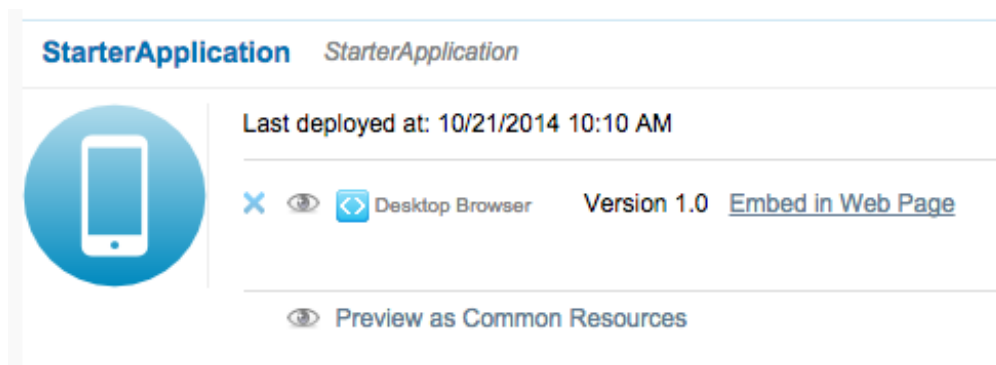 StarterApplication StarterApplication
Last deployed at: 10/21/2014 10:10 AM
Desktop Browser Version 1.0 Embed in Web Page
Preview as Common Resources